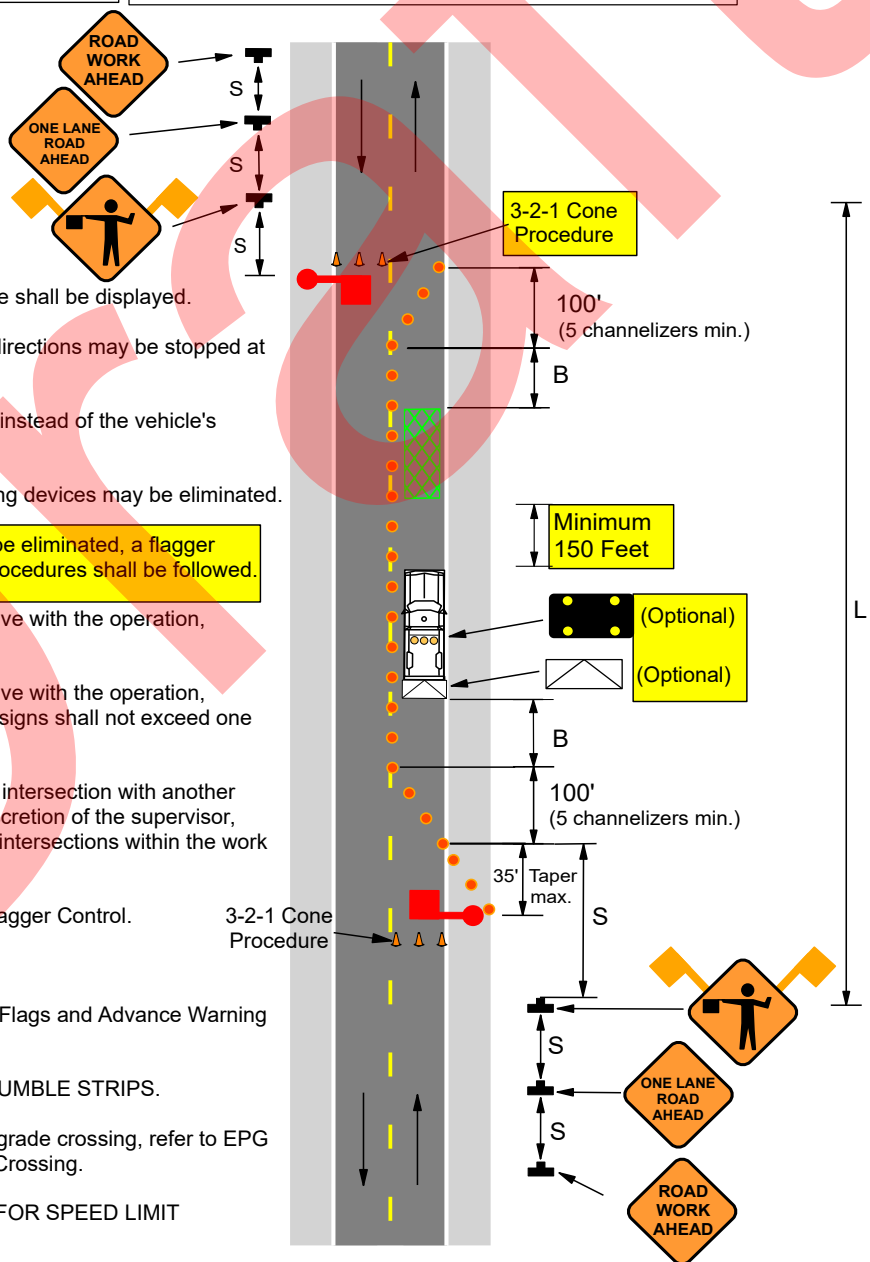 ROAD
WORK
AHEAD
S
ONE LANE
ROAD
AHEAD
S
S
3-2-1 Cone
Procedure
e shall be displayed.
100'
(5 channelizers min.)
directions may be stopped at
B
instead of the vehicle's
ng devices may be eliminated.
Minimum
150 Feet
be eliminated, a flagger
rocedures shall be followed.
L
ve with the operation,
(Optional)
(Optional)
ve with the operation,
signs shall not exceed one
B
intersection with another
cretion of the supervisor,
intersections within the work
100'
(5 channelizers min.)
35' Taper
max.
agger Control.
3-2-1 Cone
Procedure
S
Flags and Advance Warning
S
UMBLE STRIPS.
ONE LANE
ROAD
AHEAD
S
grade crossing, refer to EPG
Crossing.
ROAD
WORK
AHEAD
FOR SPEED LIMIT